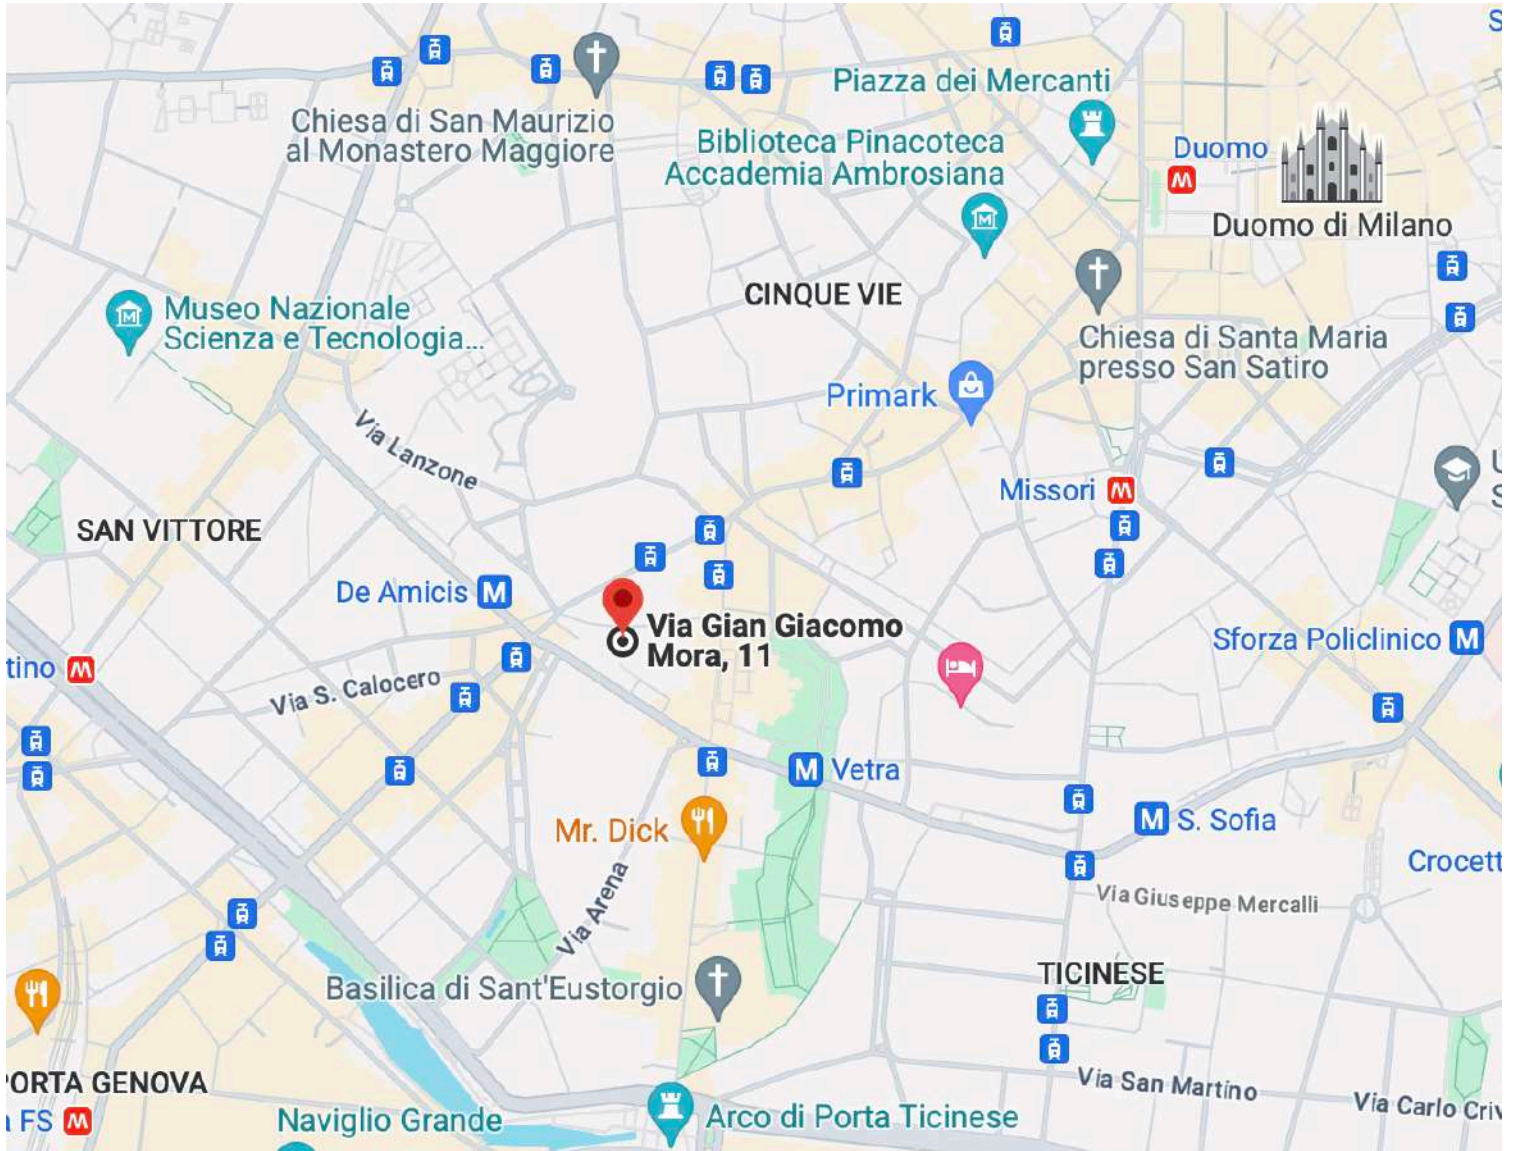 Piazza dei Mercanti
Chiesa di San Maurizio
al Monastero Maggiore
Biblioteca Pinacoteca
Accademia Ambrosiana
Duomo
M
Duomo di Milano
CINQUE VIE
Museo Nazionale
Scienza e Tecnologia...
Chiesa di Santa Maria
presso San Satiro
Primark
Via Lanzone
Missori M
SAN VITTORE
De Amicis M
Via Gian Giacomo
Mora, 11
Sforza Policlinico M
tino M
Via S. Calocero
M Vetra
M S. Sofia
Mr. Dick
Crocett
Via Arena
Via Giuseppe Mercalli
TICINESE
Basilica di Sant'Eustorgio
PORTA GENOVA
Via San Martino
Via Carlo Criv
FS M
Naviglio Grande
Arco di Porta Ticinese